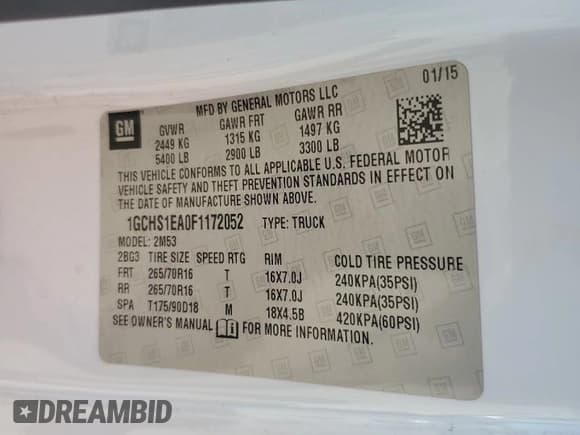 01/15
MFD BY GENERAL MOTORS LLC
GM
GVWR GAWR FRT GAWR RR
2449 KG 1315 KG 1497 KG
5400 LB 2900 LB 3300 LB
THIS VEHICLE CONFORMS TO ALL APPLICABLE U.S. FEDERAL MOTOR
VEHICLE SAFETY AND THEFT PREVENTION STANDARDS IN EFFECT ON
THE DATE OF MANUFACTURE SHOWN ABOVE.
1GCHS1EA0F1172052 TYPE: TRUCK
MODEL: 2M53
2BG3 TIRE SIZE SPEED RTG RIM COLD TIRE PRESSURE
FRT 265/70R16 T 16X7.0J 240KPA(35PSI)
RR 265/70R16 T 16X7.0J 240KPA(35PSI)
SPA T175/90D18 M 18X4.5B 420KPA(60PSI)
SEE OWNER'S MANUAL FOR MORE INFORMATION.
DREAMBID